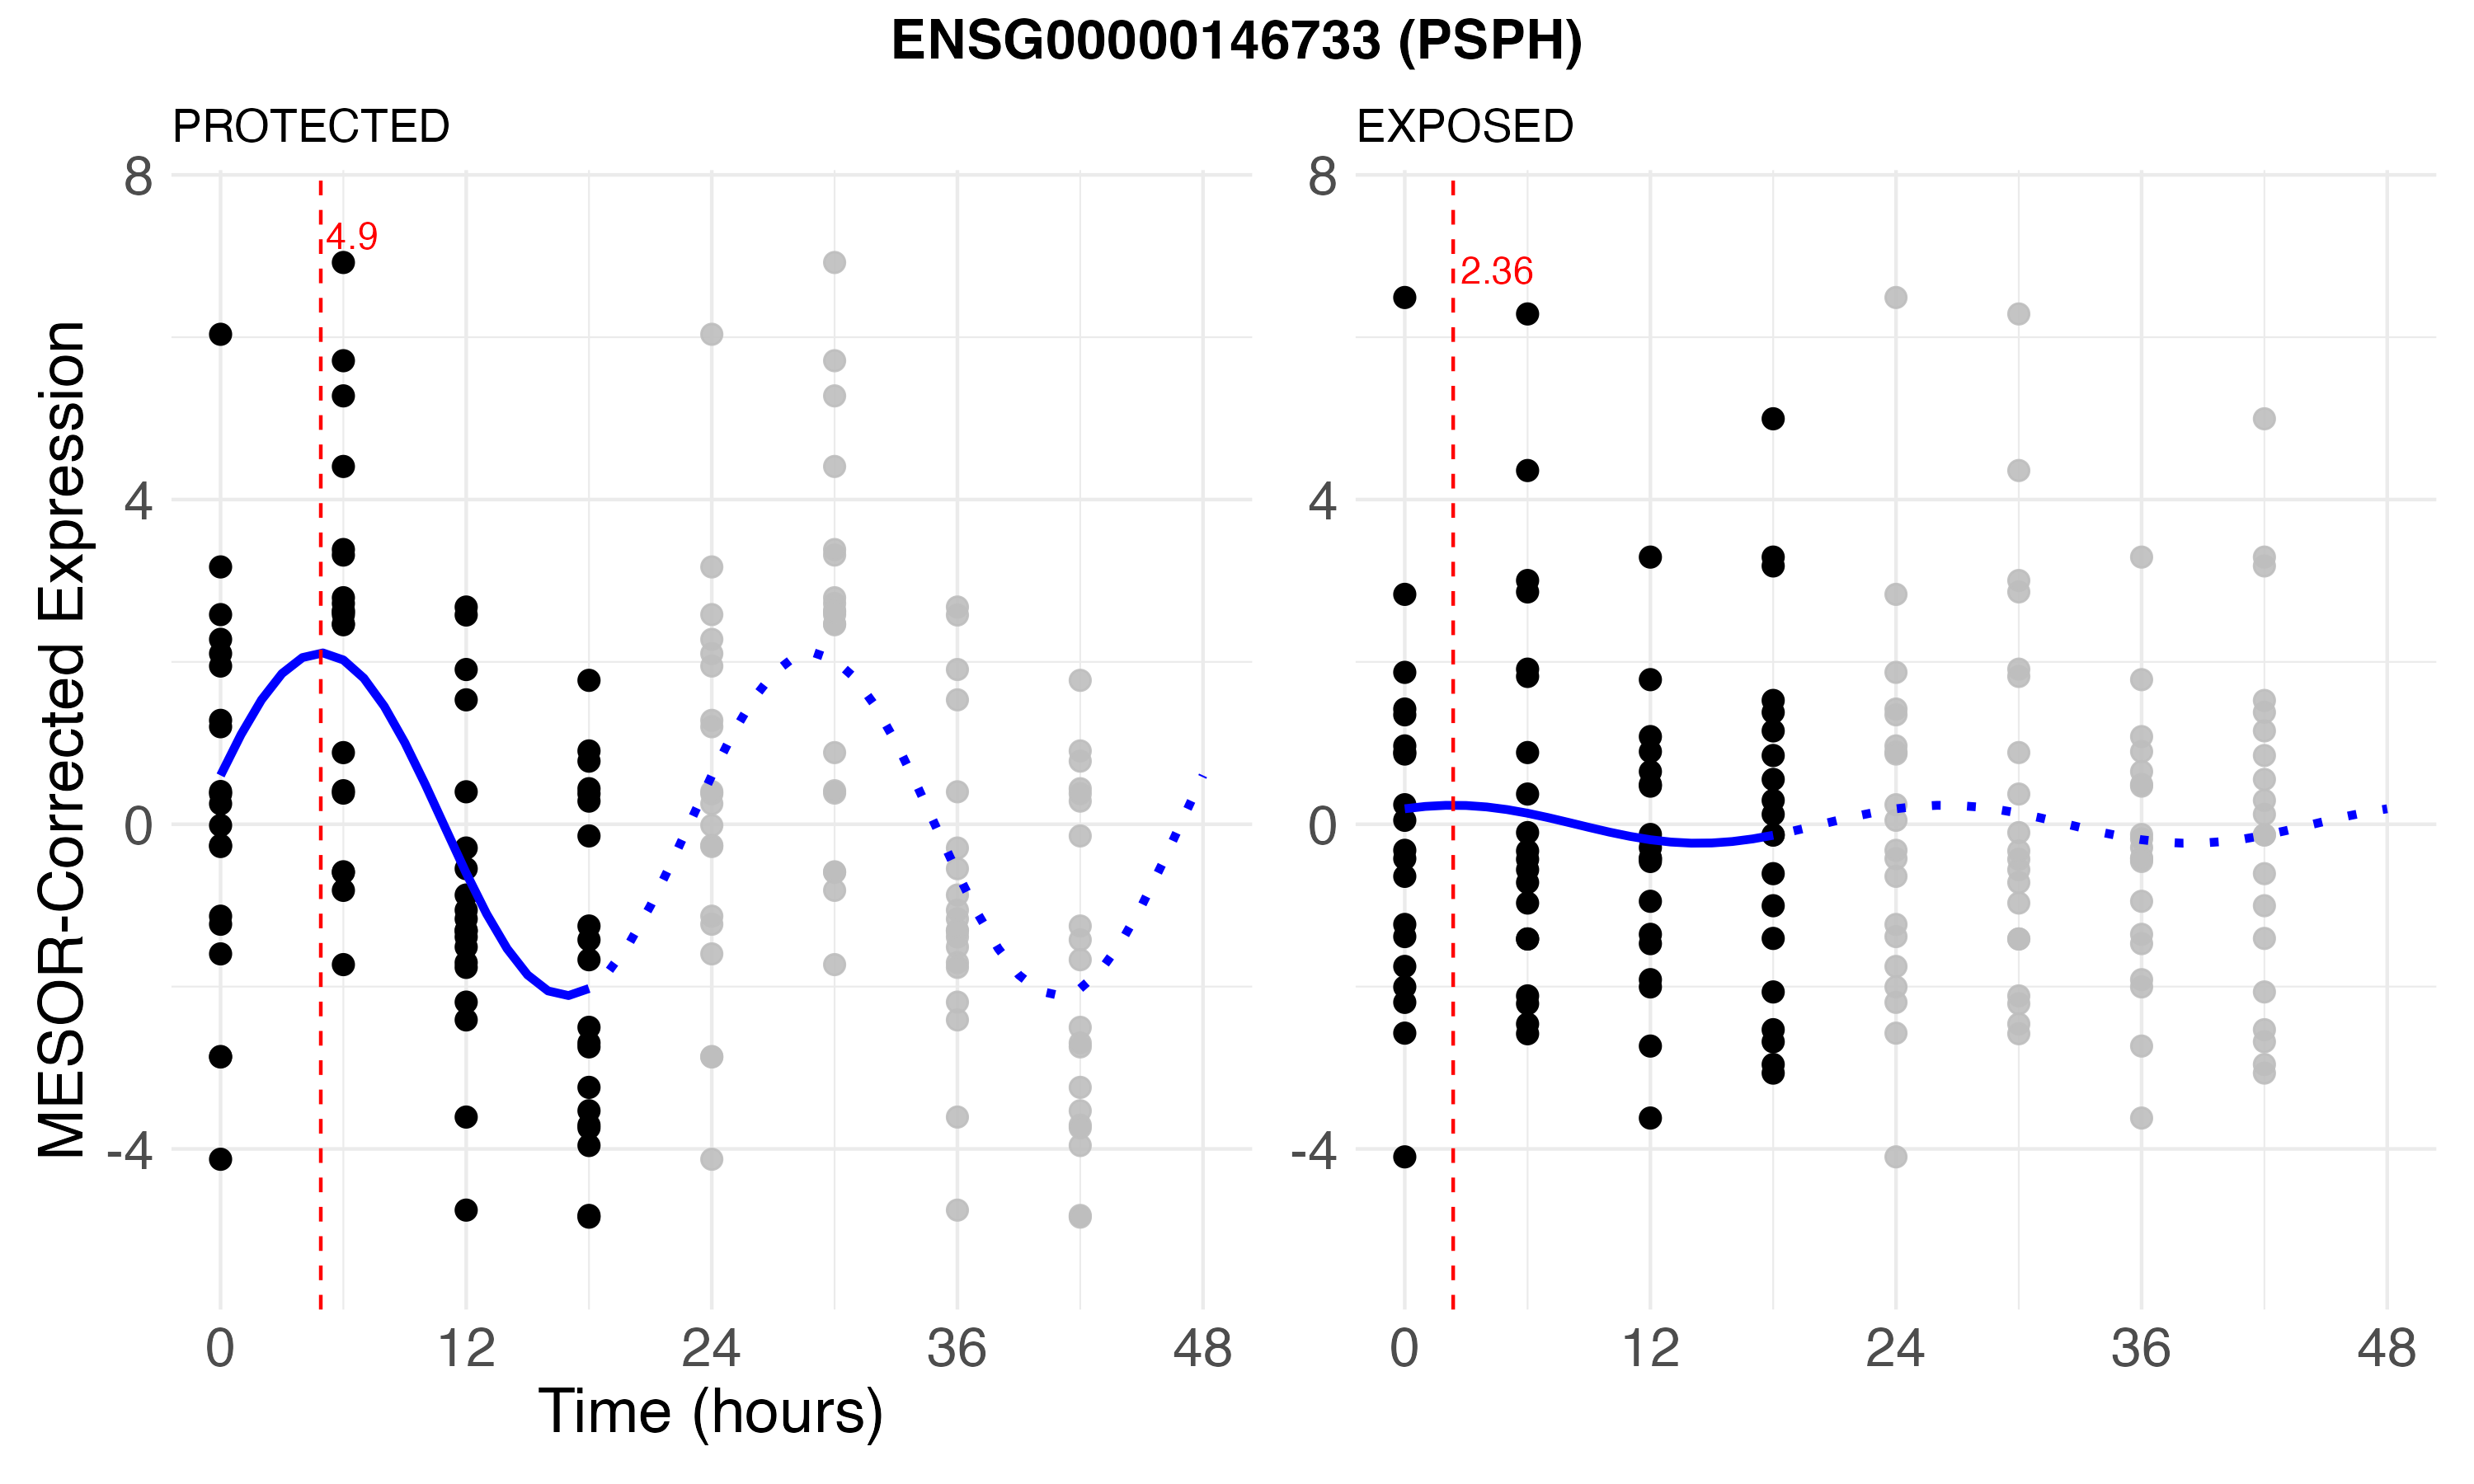 ENSG00000146733 (PSPH)
PROTECTED
EXPOSED
8
4
0
-4
4.9
8
4
0
-4
2.36
MESOR-Corrected Expression
0 12 24 36 48
0 12 24 36 48
Time (hours)